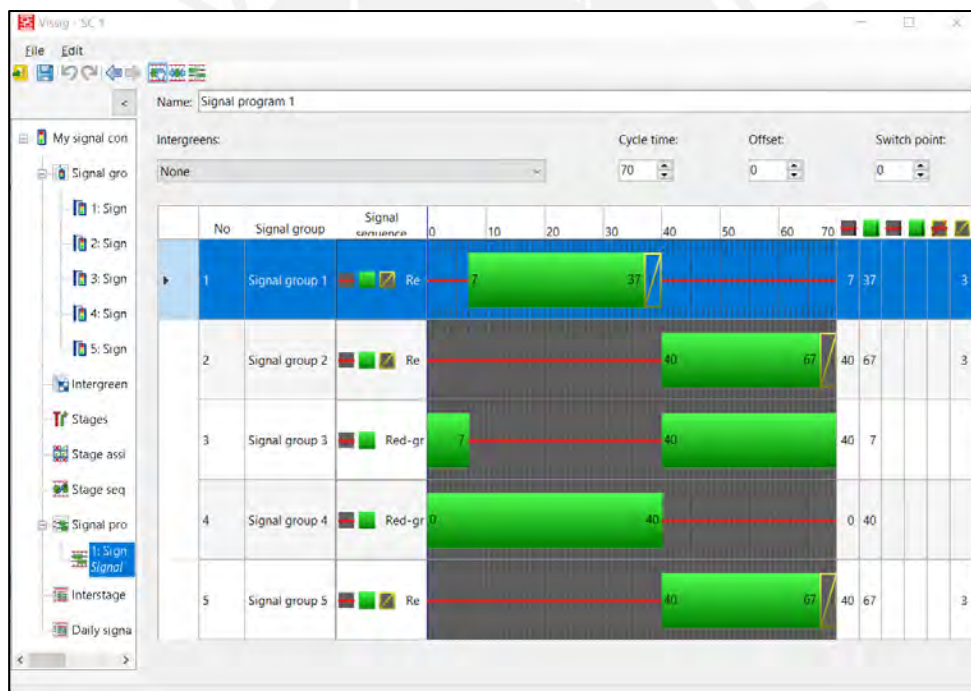 Vissig - SC 1
File Edit
<
Name: Signal program 1
Intergreens: Cycle time: Offset: Switch point:
None 70 0 0
My signal con
Signal gro
1: Sign
2: Sign
3: Sign
4: Sign
5: Sign
Intergreen
Stages
Stage assi
Stage seq
Signal pro
1: Sign
Signal
Interstage
Daily signa
< >
No Signal group Signal sequence 0 10 20 30 40 50 60 70
1 Signal group 1 Re 7 37 7 37 3
2 Signal group 2 Re 40 67 40 67 3
3 Signal group 3 Red-gr 7 40 40 7
4 Signal group 4 Red-gr 0 40 0 40
5 Signal group 5 Re 40 67 40 67 3